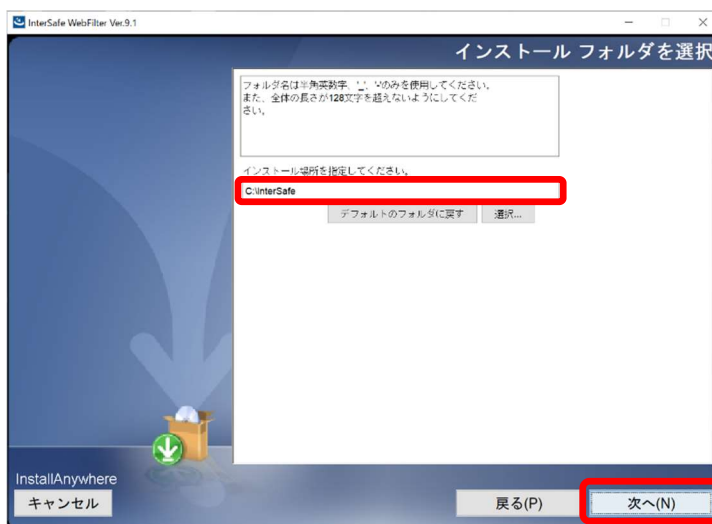 InterSafe WebFilter Ver.9.1
インストール フォルダを選択
フォルダ名は半角英数字、'_'、'-'のみを使用してください。
また、全体の長さが128文字を超えないようにしてくだ
さい。
インストール場所を指定してください。
C:\InterSafe
デフォルトのフォルダに戻す
選択...
InstallAnywhere
キャンセル
戻る(P)
次へ(N)